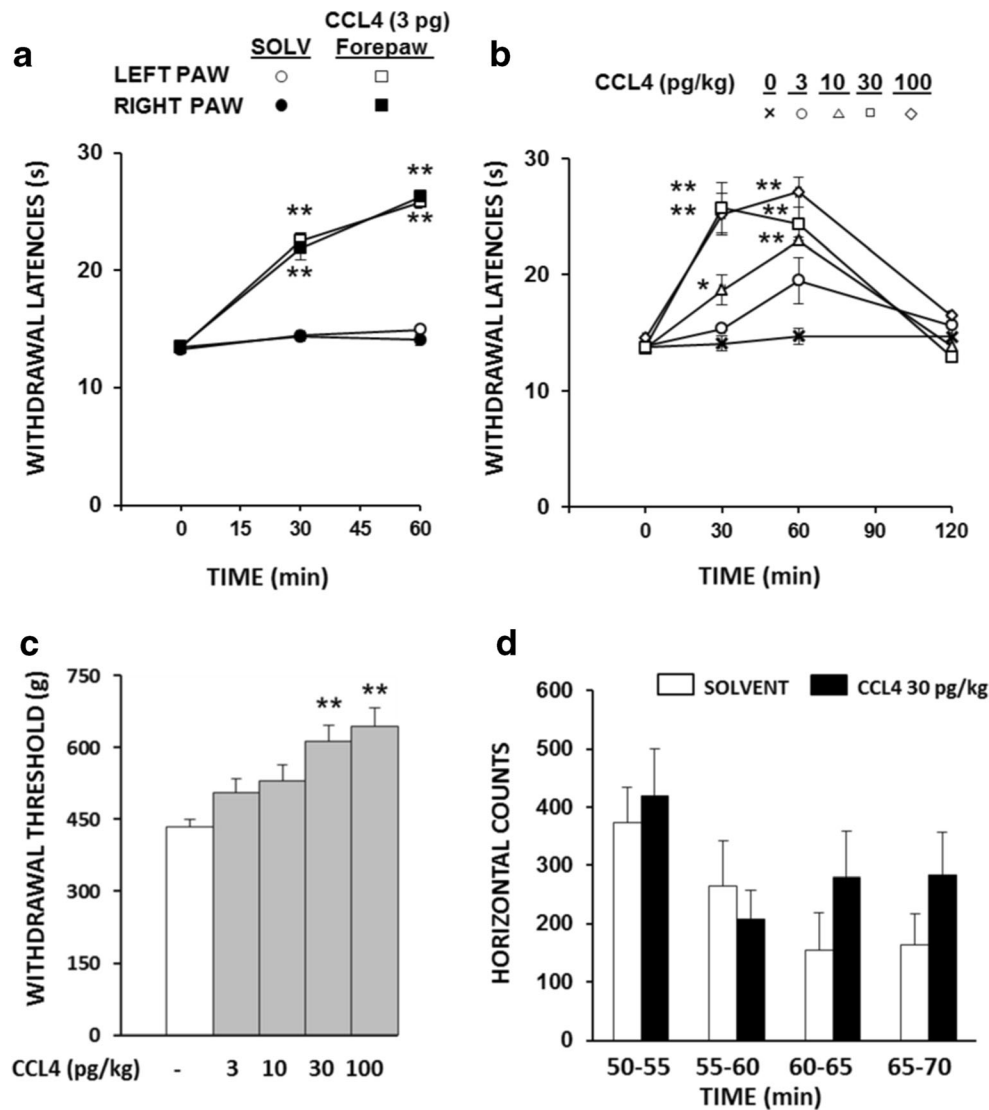 a
CCL4 (3 pg)
SOLV Forepaw
LEFT PAW
RIGHT PAW
WITHDRAWAL LATENCIES (s)
30
20
10
0
**
**
**
**
0 15 30 45 60
TIME (min)
b
CCL4 (pg/kg) 0 3 10 30 100
WITHDRAWAL LATENCIES (s)
30
20
10
0
**
**
**
**
**
*
0 30 60 90 120
TIME (min)
c
WITHDRAWAL THRESHOLD (g)
750
600
450
300
150
0
** **
CCL4 (pg/kg) - 3 10 30 100
d
SOLVENT CCL4 30 pg/kg
HORIZONTAL COUNTS
600
500
400
300
200
100
0
50-55 55-60 60-65 65-70
TIME (min)